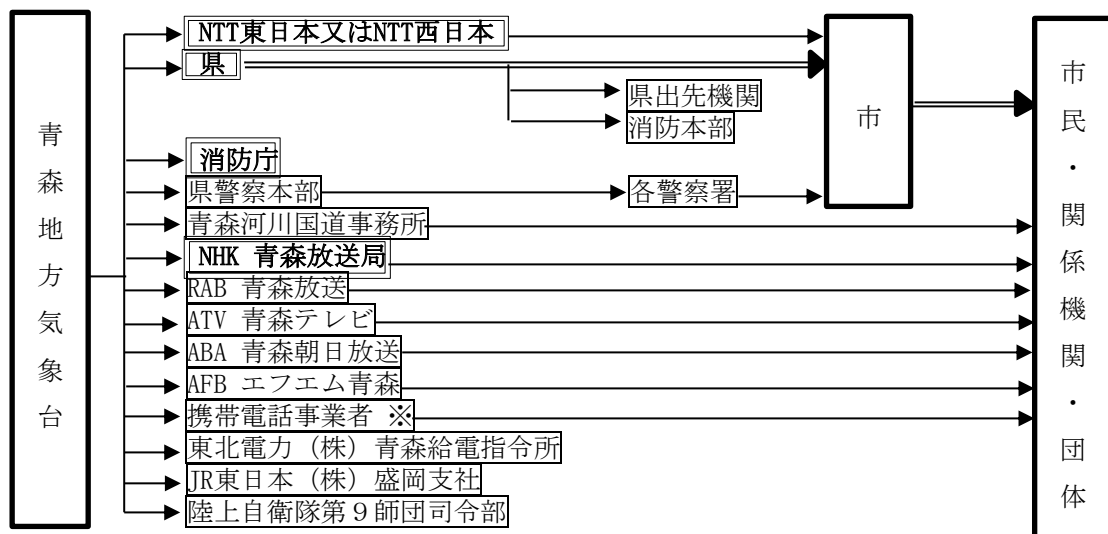 青森地方気象台
NTT東日本又はNTT西日本
県
県出先機関
消防本部
消防庁
県警察本部
各警察署
青森河川国道事務所
NHK 青森放送局
RAB 青森放送
ATV 青森テレビ
ABA 青森朝日放送
AFB エフエム青森
携帯電話事業者 ※
東北電力（株）青森給電指令所
JR東日本（株）盛岡支社
陸上自衛隊第９師団司令部
市
市民・関係機関・団体